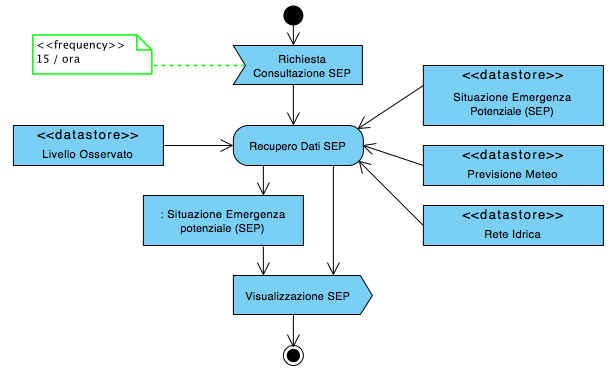 <<frequency>>
15 / ora
Richiesta
Consultazione SEP
<<datastore>>
Situazione Emergenza
Potenziale (SEP)
<<datastore>>
Livello Osservato
Recupero Dati SEP
<<datastore>>
Previsione Meteo
: Situazione Emergenza
potenziale (SEP)
<<datastore>>
Rete Idrica
Visualizzazione SEP